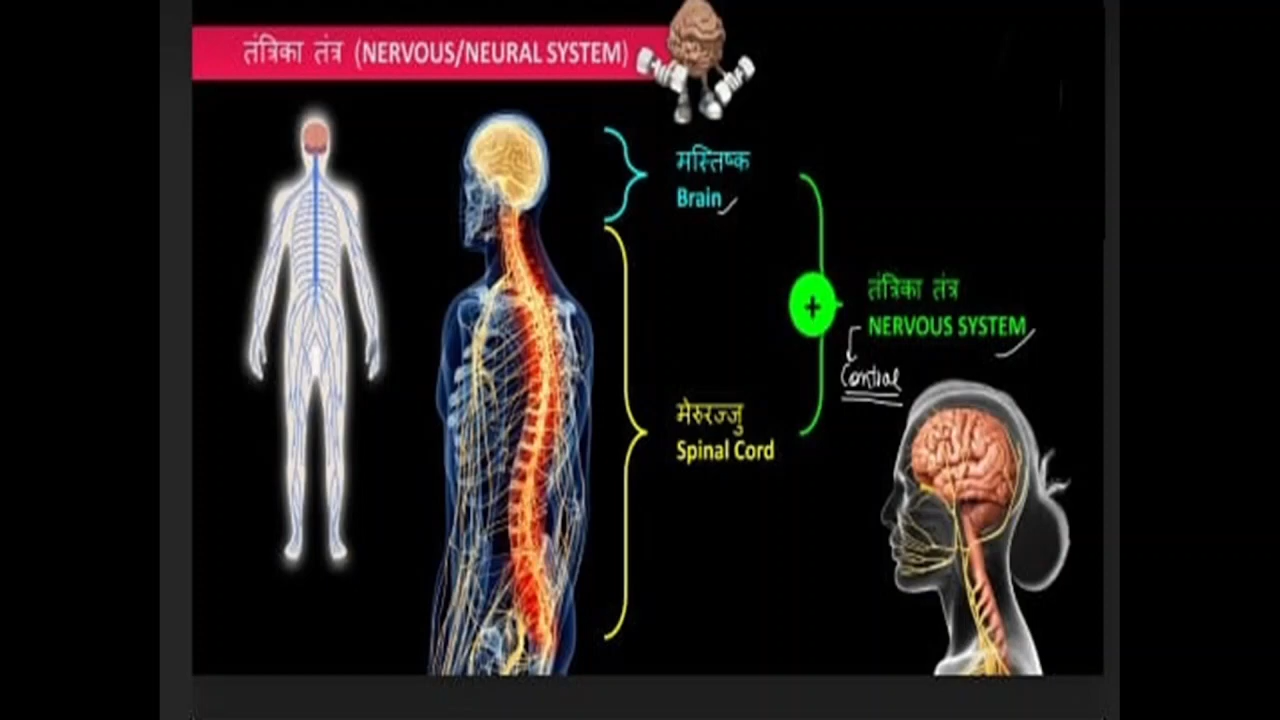 तंत्रिका तंत्र (NERVOUS/NEURAL SYSTEM)
मस्तिष्क
Brain
तंत्रिका तंत्र
NERVOUS SYSTEM
Central
मेरुरज्जु
Spinal Cord